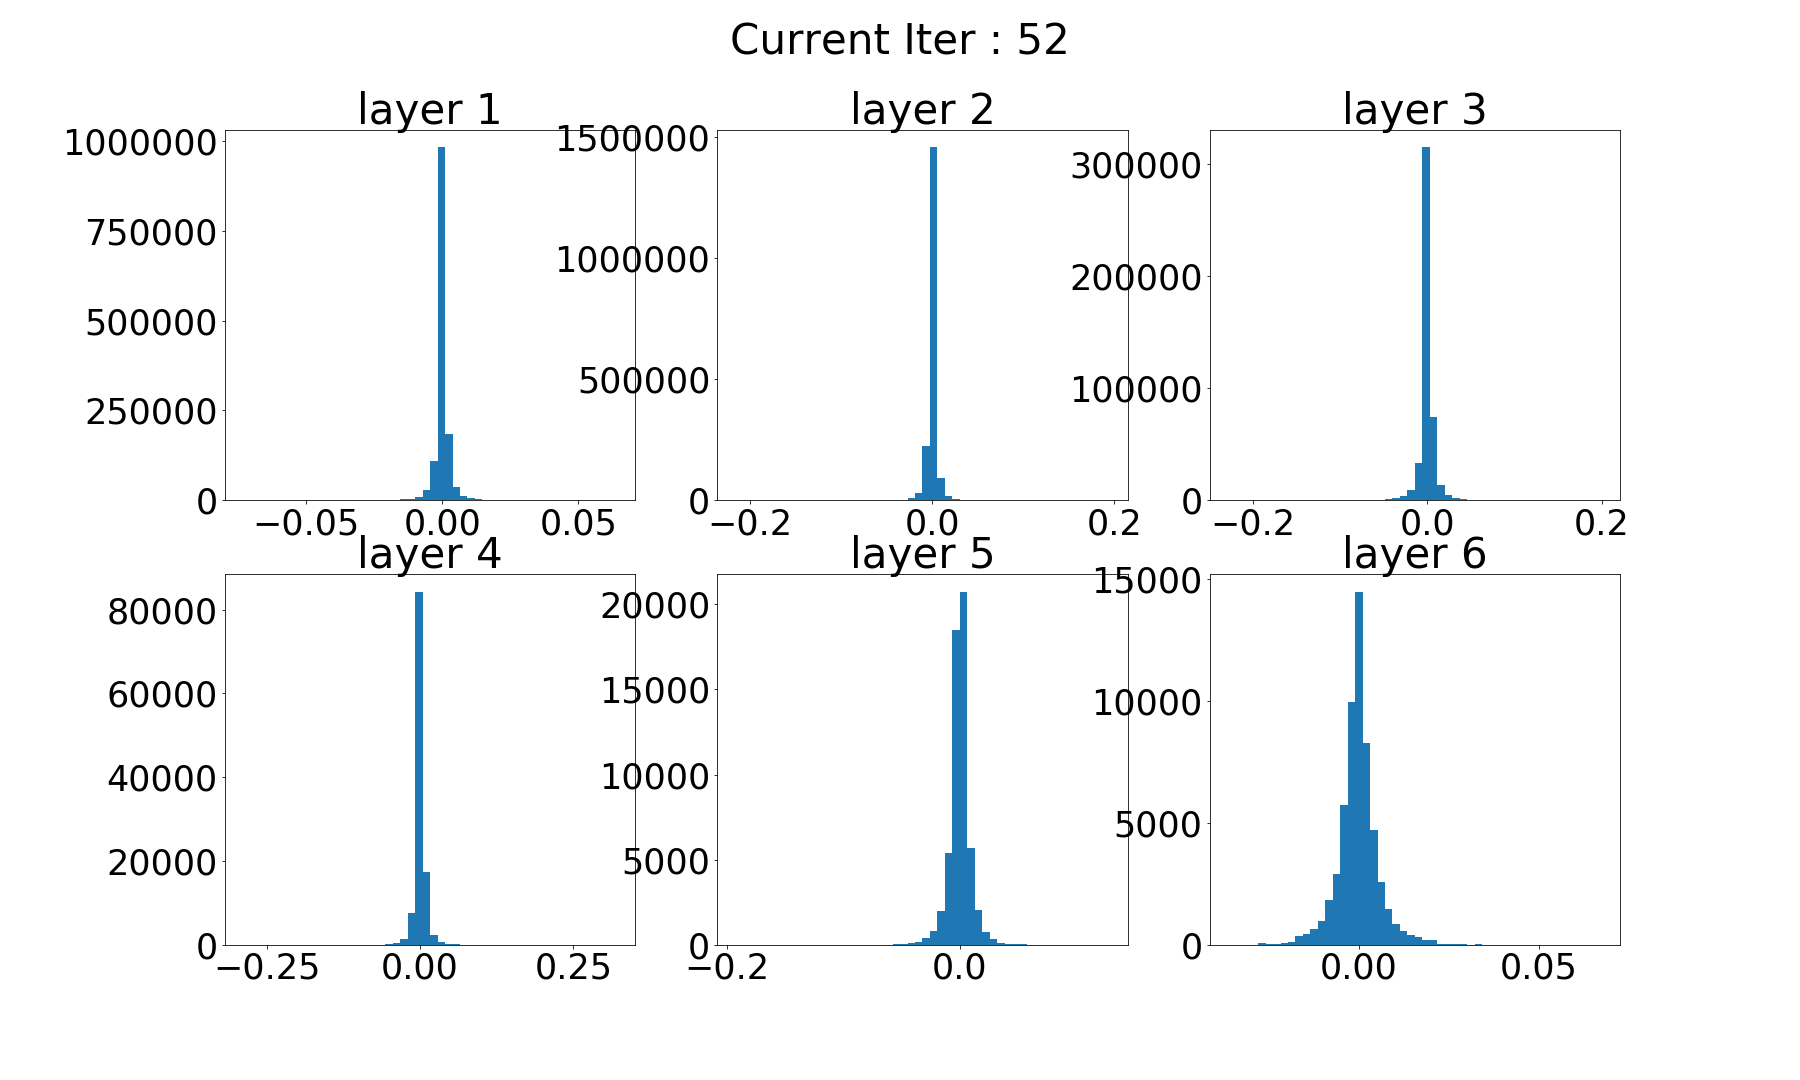 Current Iter : 52
layer 1
1000000
750000
500000
250000
0
−0.05 0.00 0.05
layer 2
1500000
1000000
500000
0
−0.2 0.0 0.2
layer 3
300000
200000
100000
0
−0.2 0.0 0.2
layer 4
80000
60000
40000
20000
0
−0.25 0.00 0.25
layer 5
20000
15000
10000
5000
0
−0.2 0.0
layer 6
15000
10000
5000
0
0.00 0.05